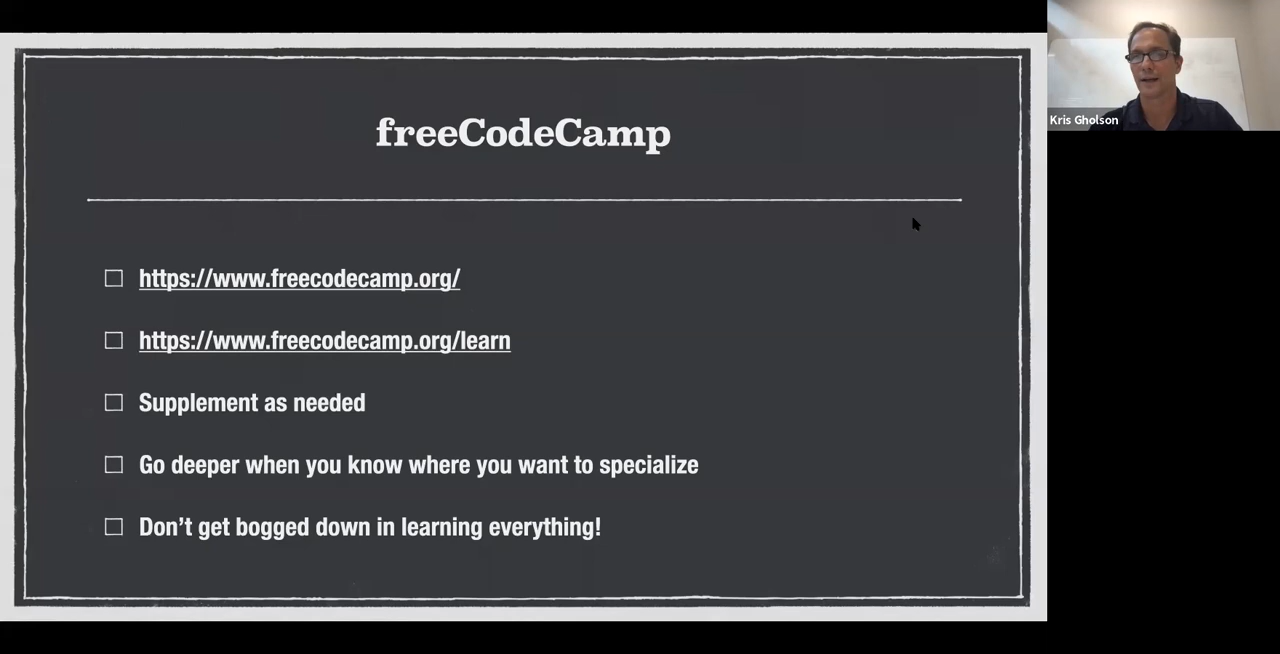 freeCodeCamp
https://www.freecodecamp.org/
https://www.freecodecamp.org/learn
Supplement as needed
Go deeper when you know where you want to specialize
Don’t get bogged down in learning everything!
Kris Gholson